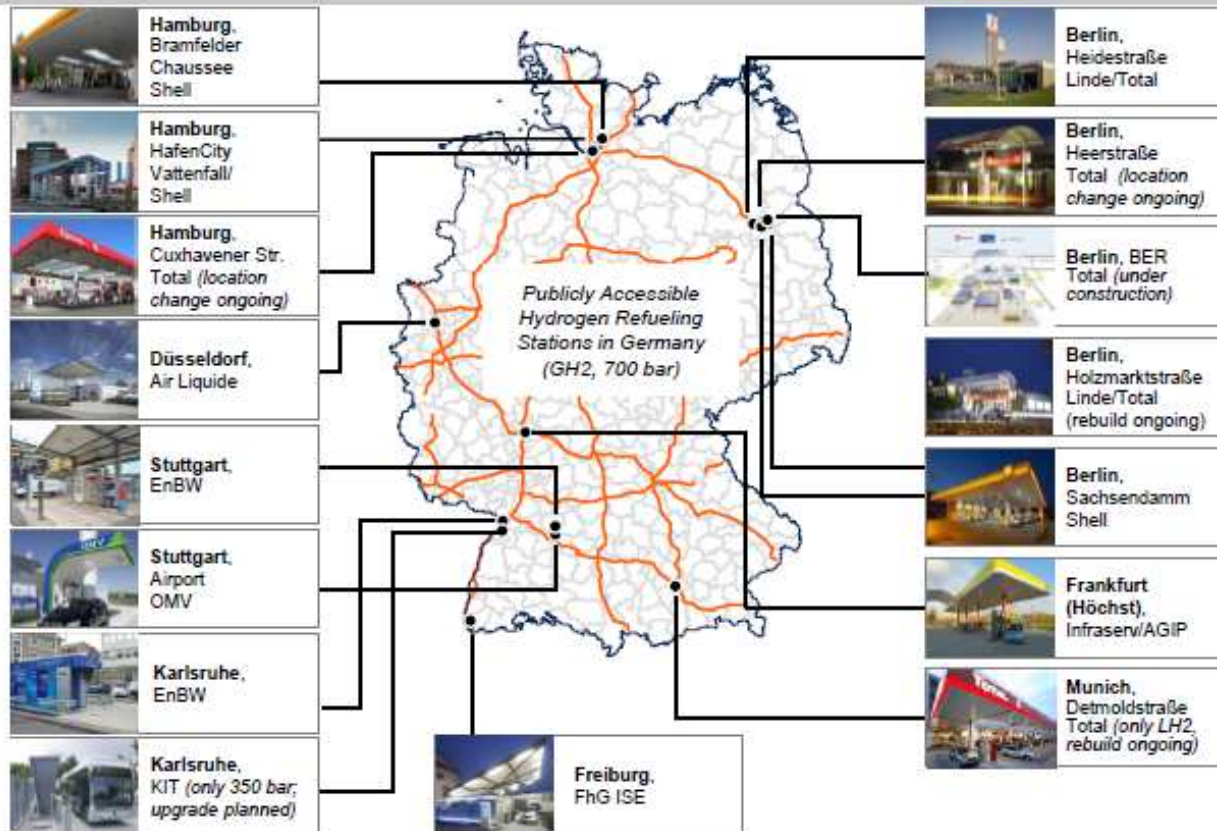 Hamburg,
Bramfelder
Chaussee
Shell
Hamburg,
HafenCity
Vattenfall/
Shell
Hamburg,
Cuxhavener Str.
Total (location
change ongoing)
Düsseldorf,
Air Liquide
Stuttgart,
EnBW
Stuttgart,
Airport
OMV
OMV
Karlsruhe,
EnBW
Karlsruhe,
KIT (only 350 bar;
upgrade planned)
Publicly Accessible
Hydrogen Refueling
Stations in Germany
(GH2, 700 bar)
Freiburg,
FhG ISE
Berlin,
Heidestraße
Linde/Total
Berlin,
Heerstraße
Total (location
change ongoing)
Berlin, BER
Total (under
construction)
Berlin,
Holzmarktstraße
Linde/Total
(rebuild ongoing)
Berlin,
Sachsendamm
Shell
Frankfurt
(Höchst),
Infraserv/AGIP
Munich,
Detmoldstraße
Total (only LH2,
rebuild ongoing)